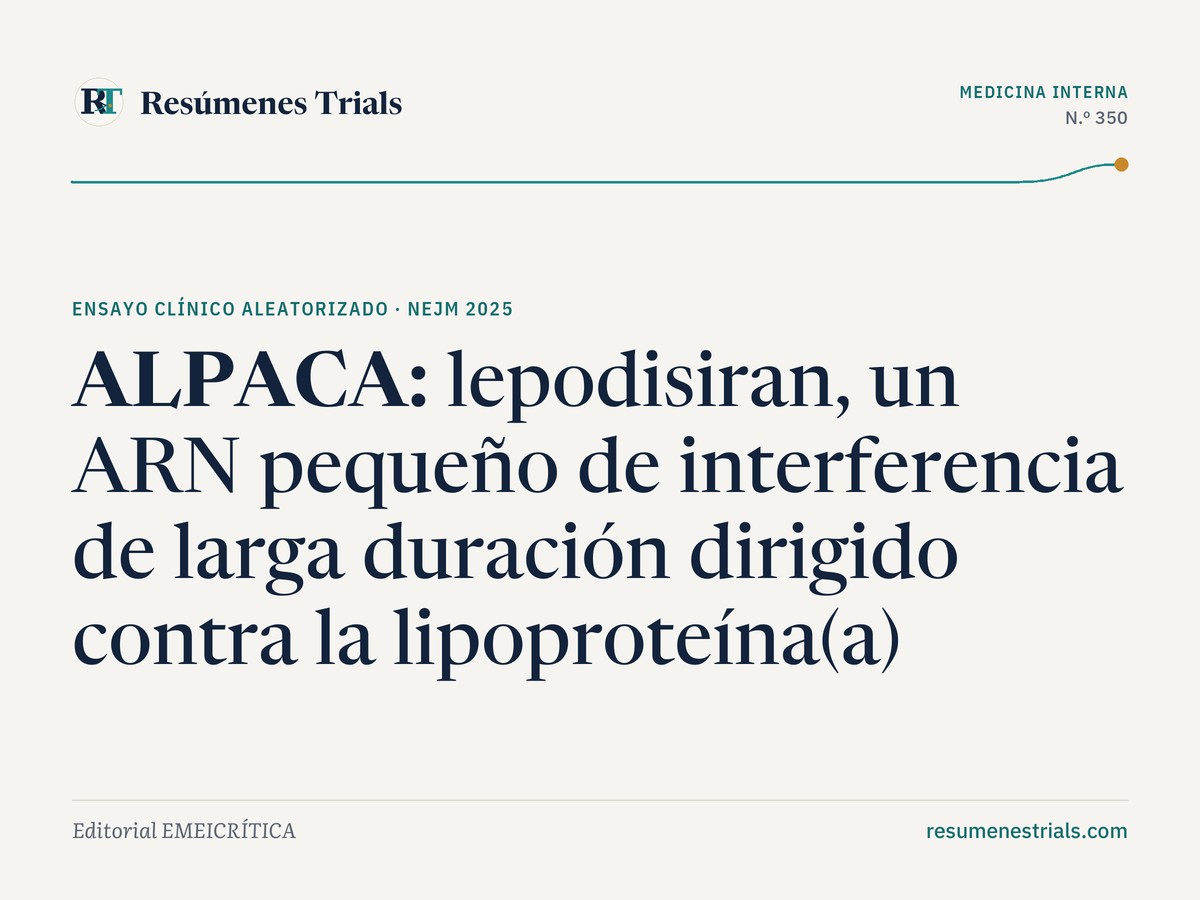 RT Resúmenes Trials
MEDICINA INTERNA
N.º 350
ENSAYO CLÍNICO ALEATORIZADO · NEJM 2025
ALPACA: lepodisiran, un
ARN pequeño de interferencia
de larga duración dirigido
contra la lipoproteína(a)
Editorial EMEICRÍTICA
resumenestrials.com